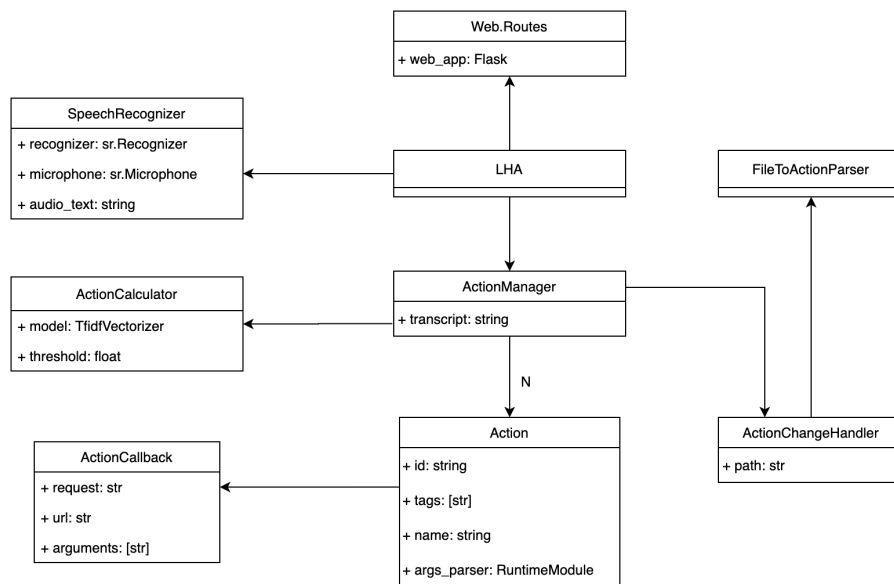 Web.Routes
+ web_app: Flask
SpeechRecognizer
+ recognizer: sr.Recognizer
+ microphone: sr.Microphone
+ audio_text: string
LHA
FileToActionParser
ActionManager
+ transcript: string
ActionCalculator
+ model: TfidfVectorizer
+ threshold: float
N
Action
+ id: string
+ tags: [str]
+ name: string
+ args_parser: RuntimeModule
ActionChangeHandler
+ path: str
ActionCallback
+ request: str
+ url: str
+ arguments: [str]